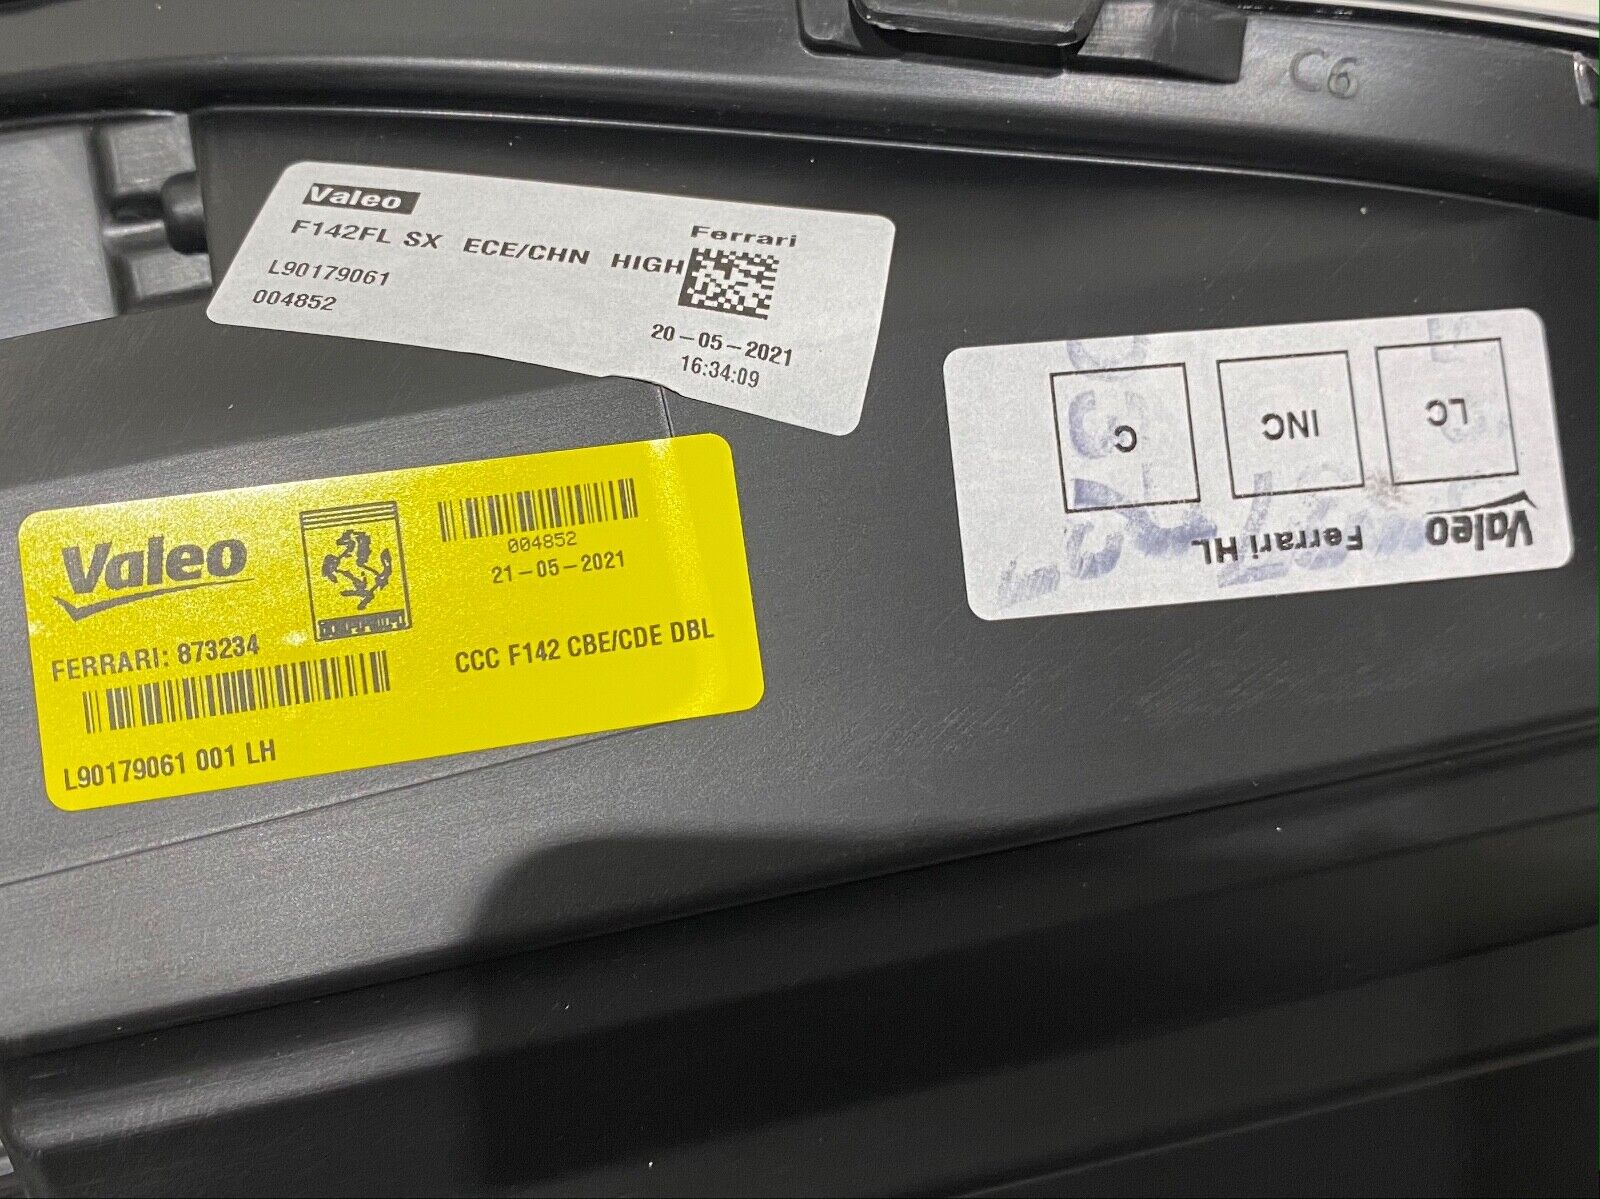 C6
Valeo
F142FL SX ECE/CHN HIGH
L90179061
004852
Ferrari
20-05-2021
16:34:09
Valeo
FERRARI: 873234
L90179061 001 LH
004852
21-05-2021
CCC F142 CBE/CDE DBL
Valeo Ferrari HL
LC INC C